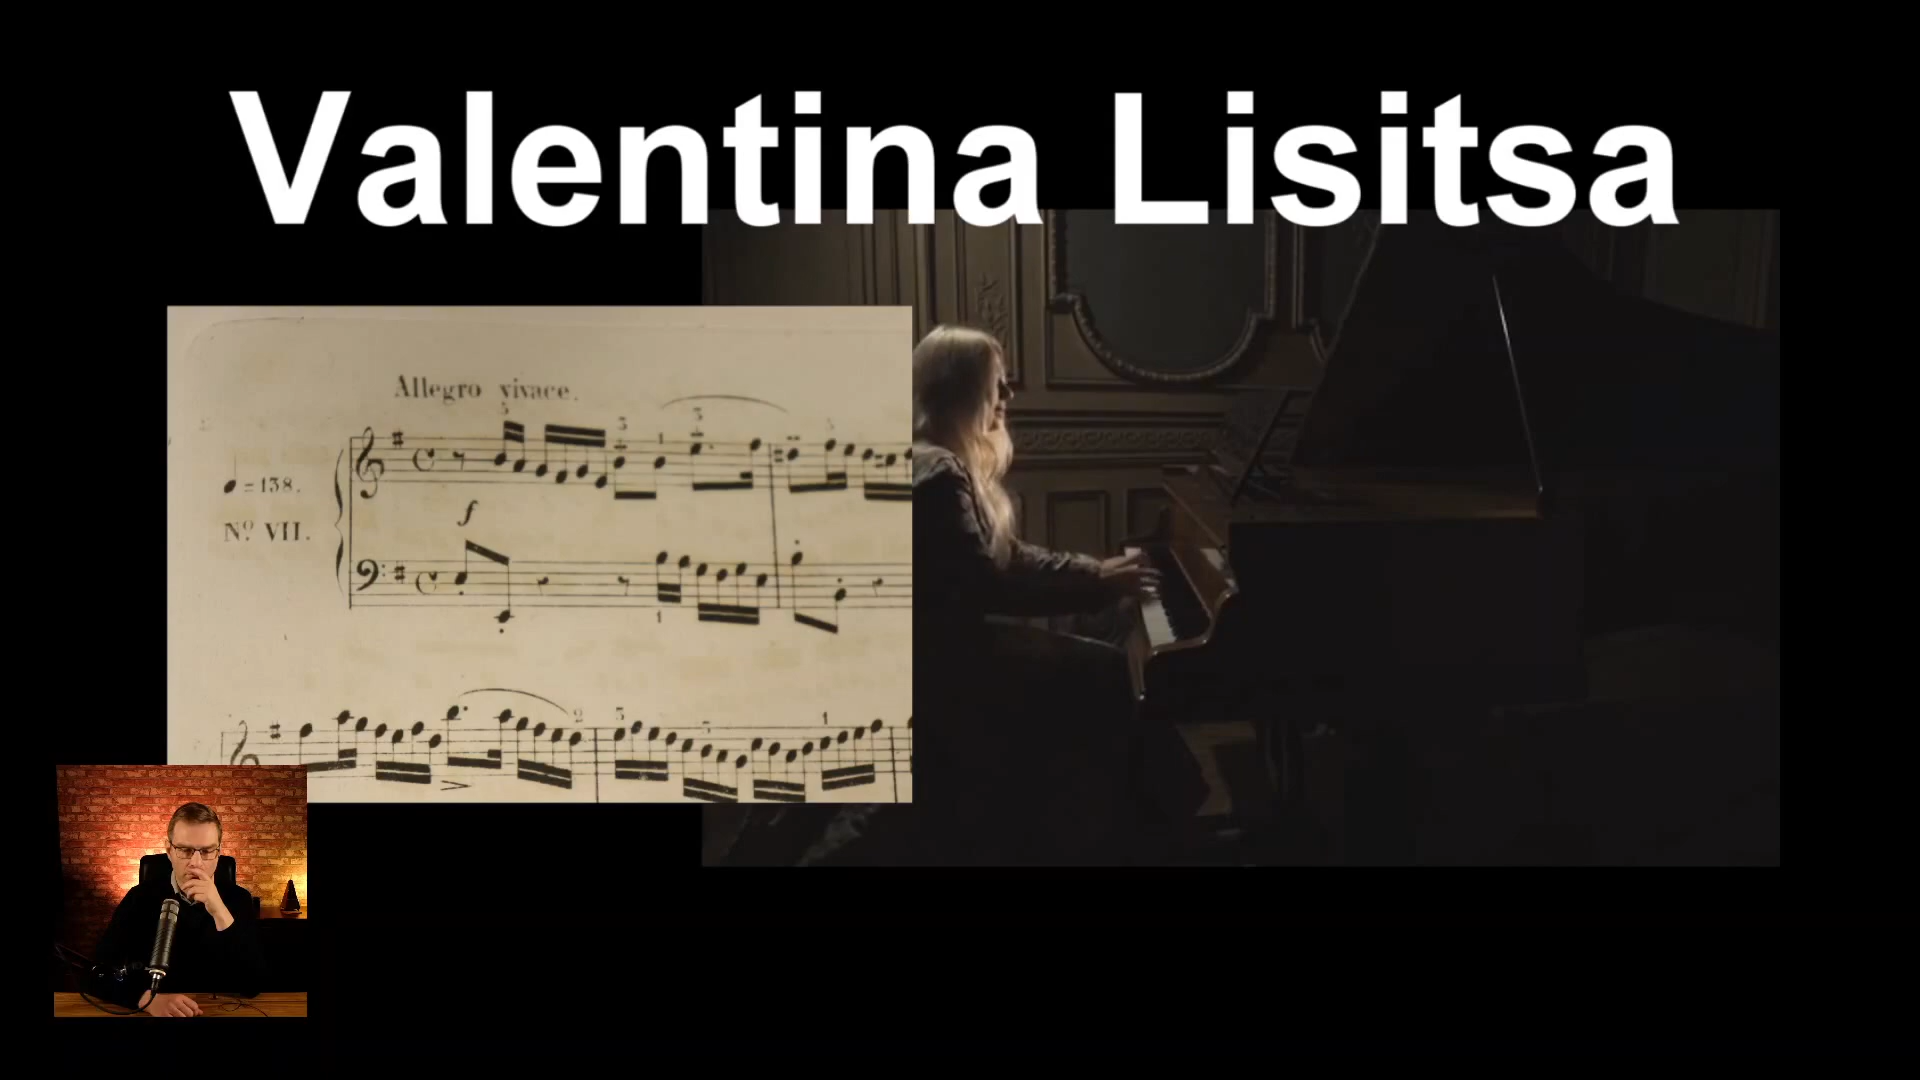 Valentina Lisitsa
Allegro vivace.
♩ = 138.
Nº VII.
f